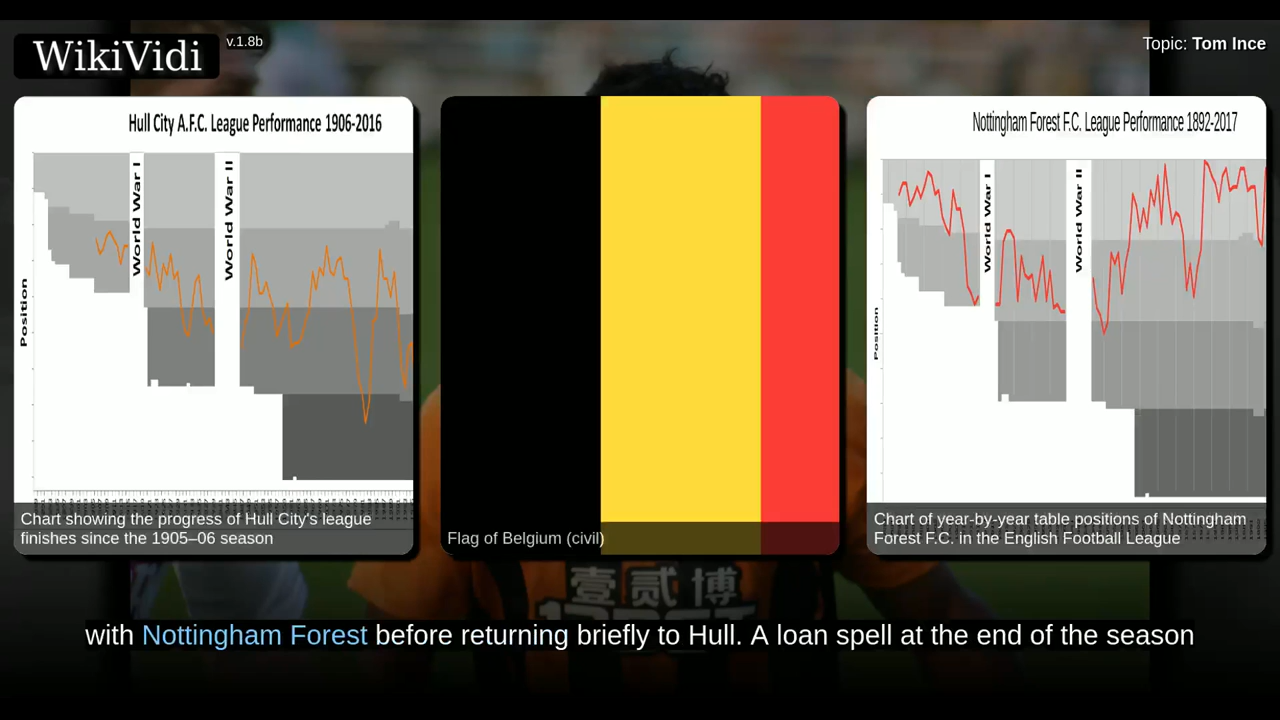 WikiVidi
v.1.8b
Topic: Tom Ince
Hull City A.F.C. League Performance 1906-2016
World War I
World War II
Position
Chart showing the progress of Hull City's league
finishes since the 1905–06 season
Flag of Belgium (civil)
Nottingham Forest F.C. League Performance 1892-2017
World War I
World War II
Position
Chart of year-by-year table positions of Nottingham
Forest F.C. in the English Football League
壹贰博
with Nottingham Forest before returning briefly to Hull. A loan spell at the end of the season